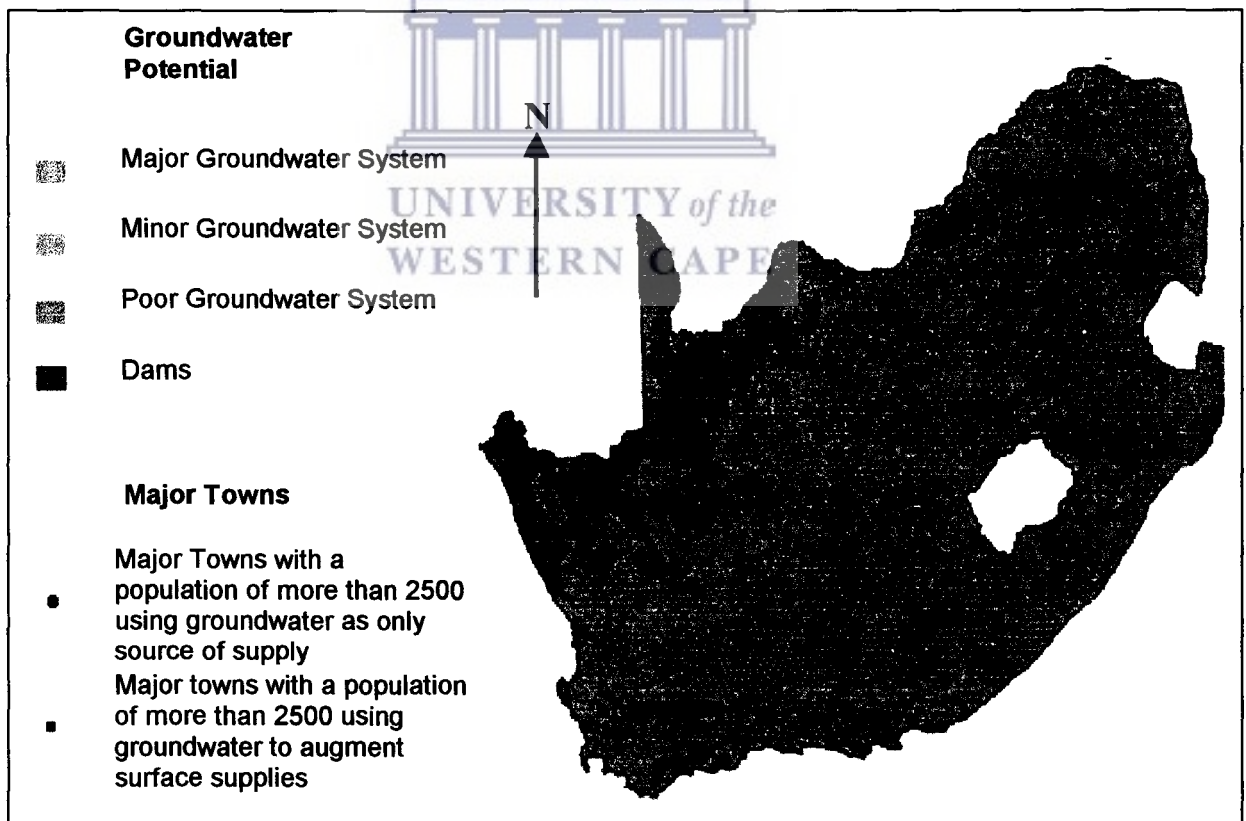 Groundwater
Potential
N
Major Groundwater System
Minor Groundwater System
Poor Groundwater System
Dams
UNIVERSITY of the
WESTERN CAPE
Major Towns
Major Towns with a
population of more than 2500
using groundwater as only
source of supply
Major towns with a population
of more than 2500 using
groundwater to augment
surface supplies